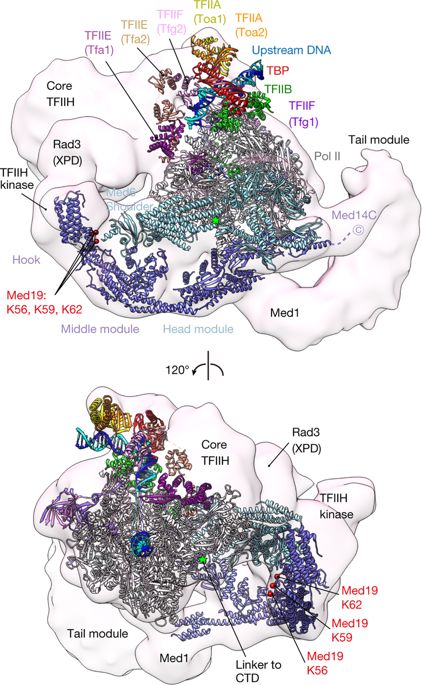 TFIIA
(Toa1)
TFIIF
(Tfg2)
TFIIE
(Tfa2)
TFIIE
(Tfa1)
TFIIA
(Toa2)
Upstream DNA
TBP
TFIIB
TFIIF
(Tfg1)
Core
TFIIH
Rad3
(XPD)
TFIIH
kinase
Med6
Shoulder
Pol II
Tail module
Med14C
C
Hook
Med19:
K56, K59, K62
Middle module
Head module
Med1
120°
Core
TFIIH
Rad3
(XPD)
TFIIH
kinase
Med19
K62
Med19
K59
Med19
K56
Tail module
Med1
Linker to
CTD